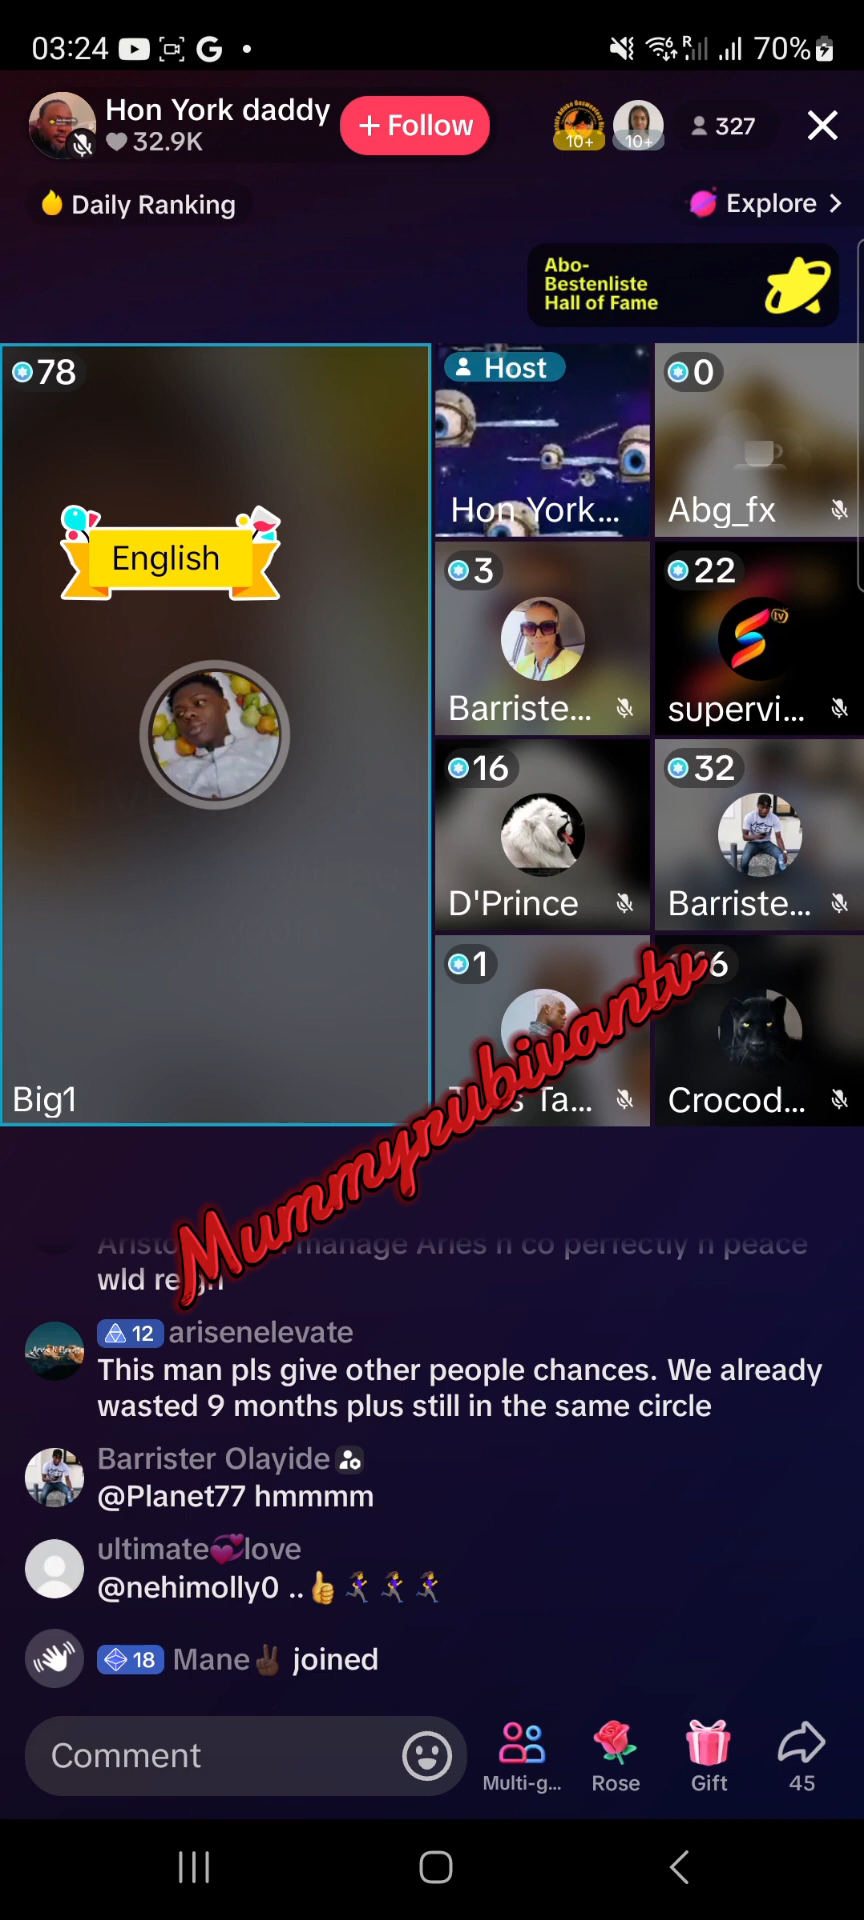 03:24
70%
Hon York daddy
32.9K
+ Follow
10+
10+
327
Daily Ranking
Explore >
Abo-
Bestenliste
Hall of Fame
78
English
Big1
Host
Hon York...
0
Abg_fx
3
Barriste...
22
tv
supervi...
16
D'Prince
32
Barriste...
1
Ta...
Crocod...
Mummyrubivantv
manage Aries n co perfectly n peace
wld
12 arisenelevate
This man pls give other people chances. We already
wasted 9 months plus still in the same circle
Barrister Olayide
@Planet77 hmmmm
ultimate💞love
@nehimolly0 ..👍🏃‍♀️🏃‍♀️🏃‍♀️
18 Mane✌🏿 joined
Comment
Multi-g...
Rose
Gift
45